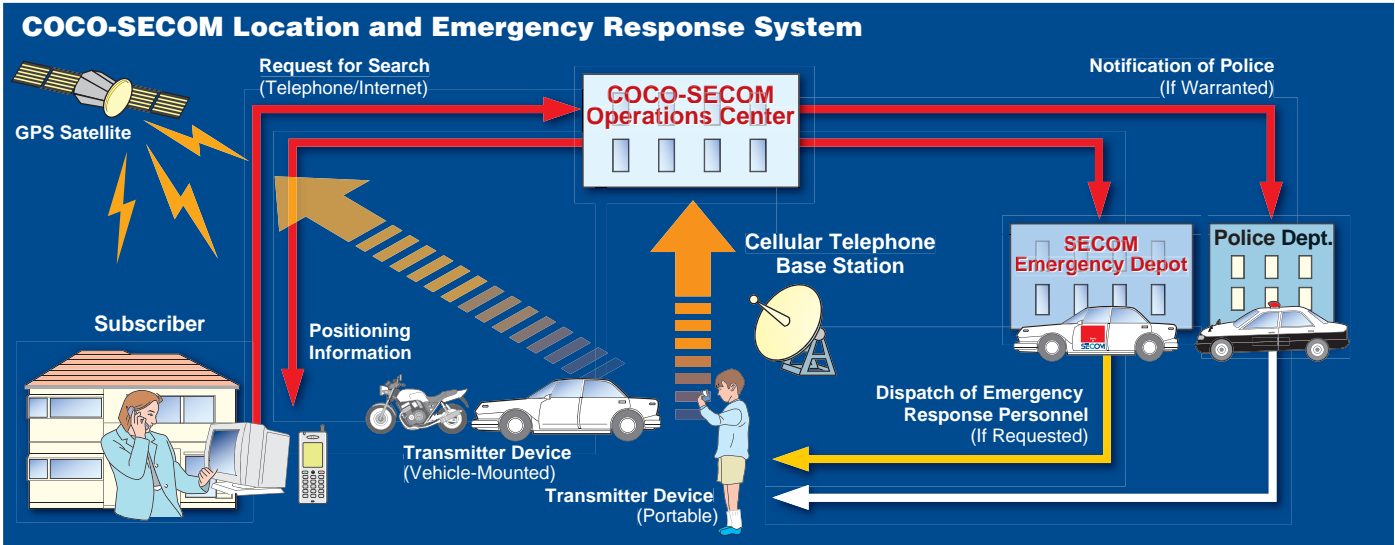 COCO-SECOM Location and Emergency Response System
Request for Search
(Telephone/Internet)
COCO-SECOM
Operations Center
Notification of Police
(If Warranted)
GPS Satellite
Cellular Telephone
Base Station
SECOM
Emergency Depot
Police Dept.
Subscriber
Positioning
Information
SECOM
Dispatch of Emergency
Response Personnel
(If Requested)
Transmitter Device
(Vehicle-Mounted)
Transmitter Device
(Portable)